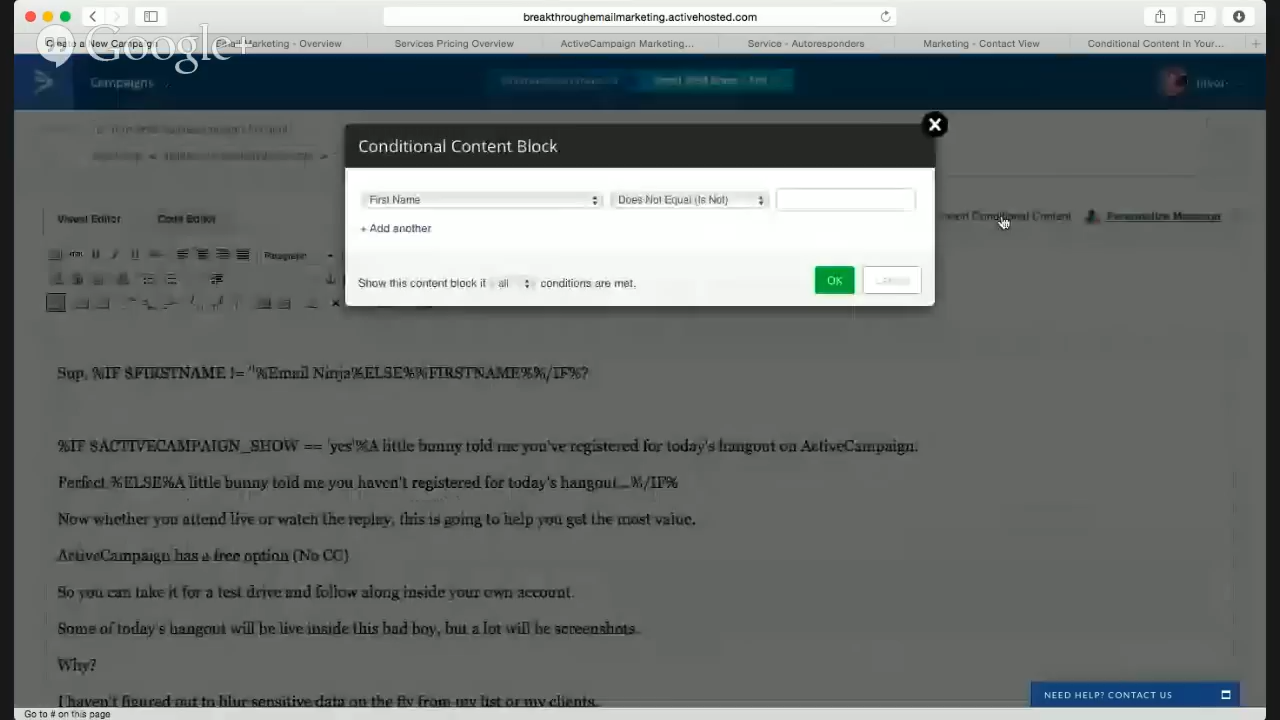 breakthroughemailmarketing.activehosted.com
Create a New Campaign
Email Marketing - Overview
Services Pricing Overview
ActiveCampaign Marketing...
Service - Autoresponders
Marketing - Contact View
Conditional Content In Your...
Google+
Campaigns
Conditional Content Block
First Name
Does Not Equal (Is Not)
+ Add another
Show this content block if all conditions are met.
OK
Cancel
Visual Editor
Code Editor
Conditional Content
Personalize Message
Paragraph
Sup, %IF $FIRSTNAME != ''%Email Ninja%ELSE%%FIRSTNAME%%/IF%?
%IF $ACTIVECAMPAIGN_SHOW == 'yes'%A little bunny told me you've registered for today's hangout on ActiveCampaign.
Perfect %ELSE%A little bunny told me you haven't registered for today's hangout...%/IF%
Now whether you attend live or watch the replay, this is going to help you get the most value.
ActiveCampaign has a free option (No CC)
So you can take it for a test drive and follow along inside your own account.
Some of today's hangout will be live inside this bad boy, but a lot will be screenshots.
Why?
I haven't figured out to blur sensitive data on the fly from my list or my clients.
NEED HELP? CONTACT US
Go to # on this page